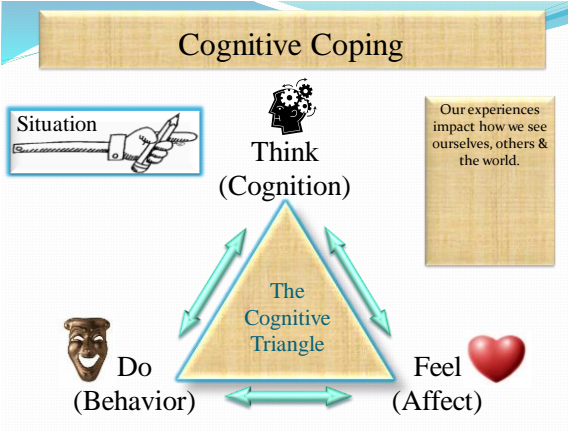 Cognitive Coping
Situation
Think
(Cognition)
Our experiences
impact how we see
ourselves, others &
the world.
The
Cognitive
Triangle
Do
(Behavior)
Feel
(Affect)